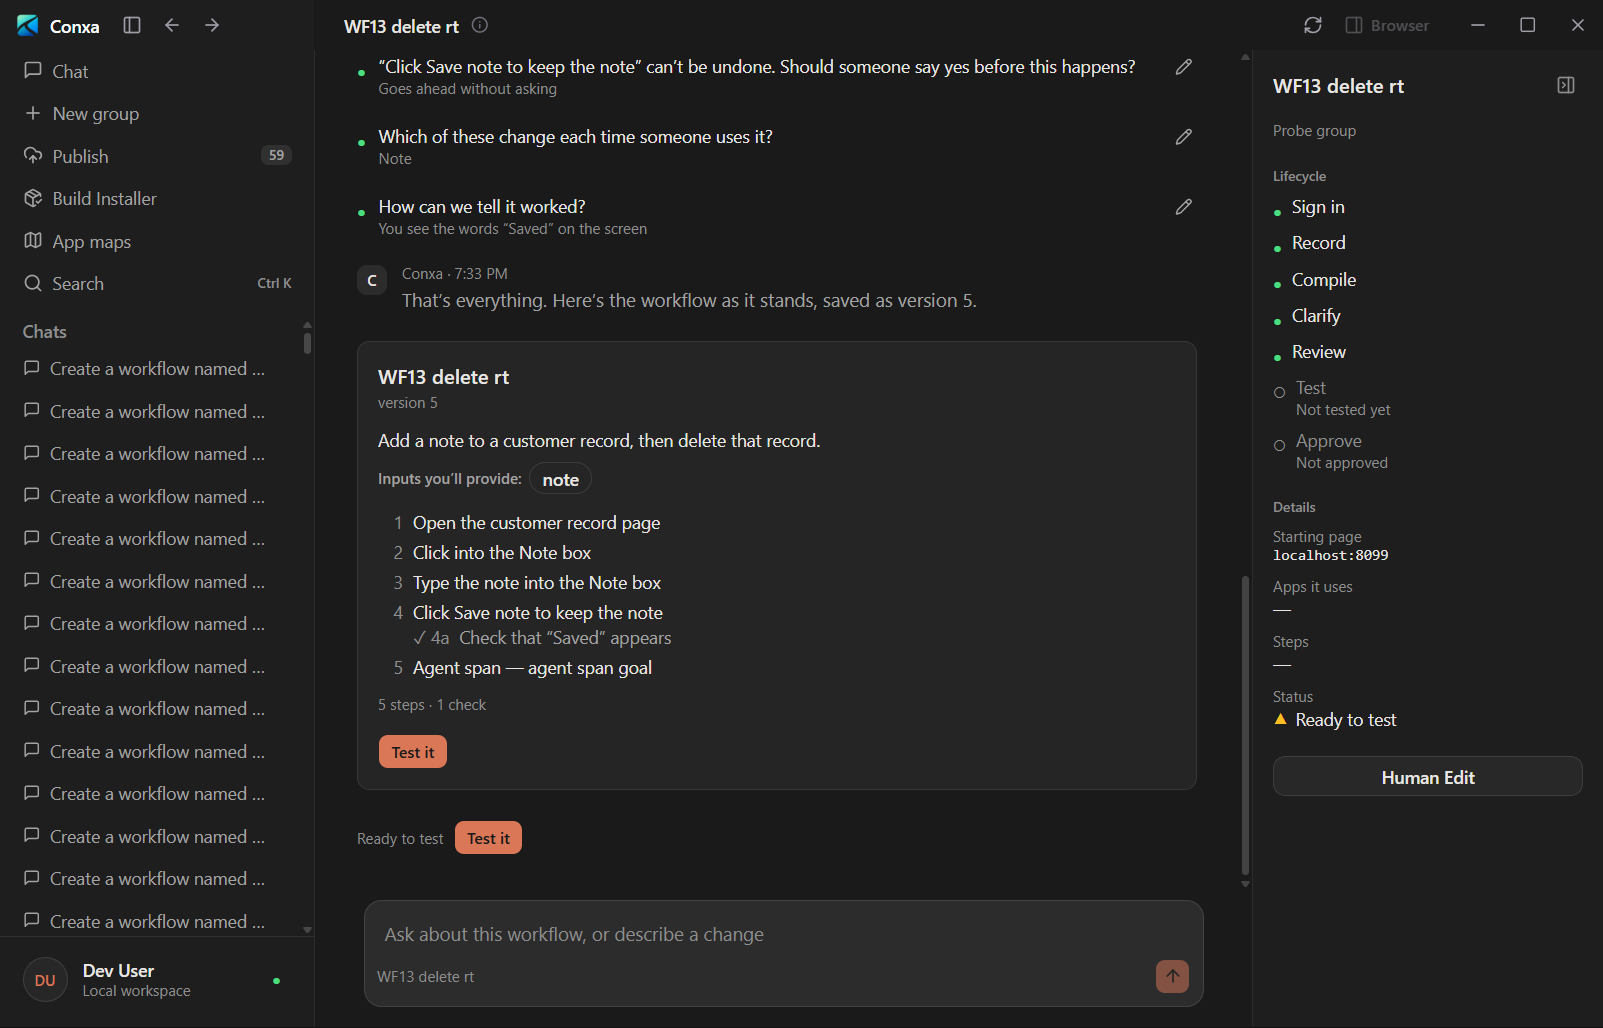 Conxa
Chat
New group
Publish 59
Build Installer
App maps
Search Ctrl K
Chats
Create a workflow named ...
Create a workflow named ...
Create a workflow named ...
Create a workflow named ...
Create a workflow named ...
Create a workflow named ...
Create a workflow named ...
Create a workflow named ...
Create a workflow named ...
Create a workflow named ...
Create a workflow named ...
Create a workflow named ...
Create a workflow named ...
Create a workflow named ...
DU
Dev User
Local workspace
WF13 delete rt
Browser
“Click Save note to keep the note” can’t be undone. Should someone say yes before this happens?
Goes ahead without asking
Which of these change each time someone uses it?
Note
How can we tell it worked?
You see the words “Saved” on the screen
C
Conxa · 7:33 PM
That’s everything. Here’s the workflow as it stands, saved as version 5.
WF13 delete rt
version 5
Add a note to a customer record, then delete that record.
Inputs you’ll provide: note
1 Open the customer record page
2 Click into the Note box
3 Type the note into the Note box
4 Click Save note to keep the note
✓ 4a Check that “Saved” appears
5 Agent span — agent span goal
5 steps · 1 check
Test it
Ready to test Test it
Ask about this workflow, or describe a change
WF13 delete rt
WF13 delete rt
Probe group
Lifecycle
Sign in
Record
Compile
Clarify
Review
Test
Not tested yet
Approve
Not approved
Details
Starting page
localhost:8099
Apps it uses
—
Steps
—
Status
Ready to test
Human Edit